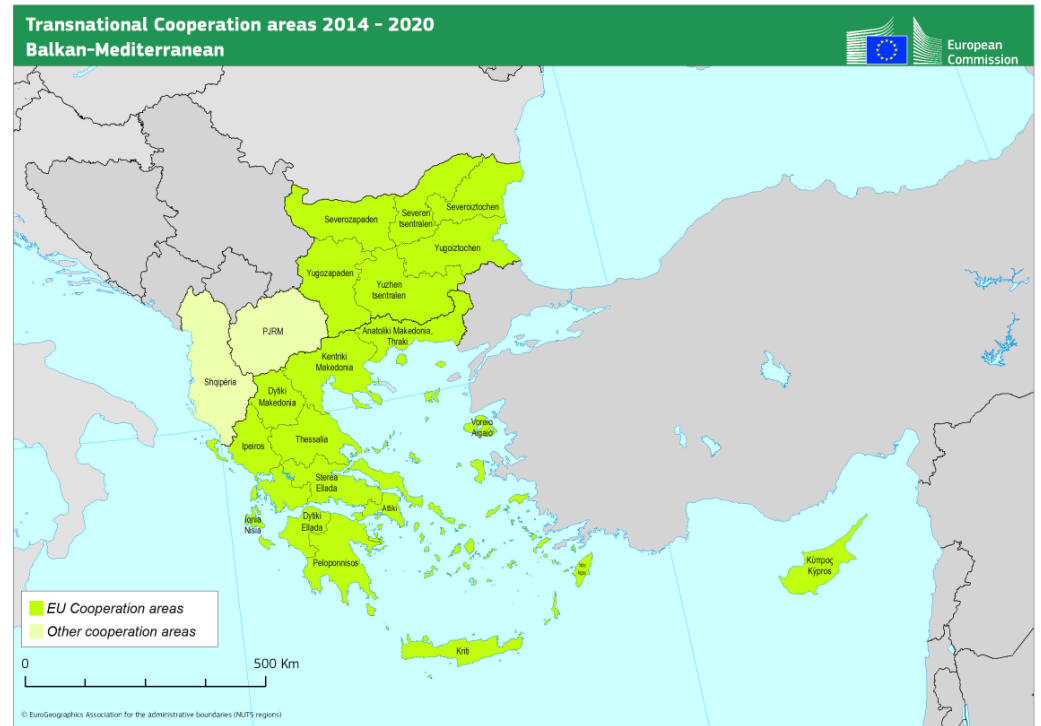 Transnational Cooperation areas 2014 - 2020
Balkan-Mediterranean
European
Commission
Severozapaden
Severen
tsentralen
Severoiztochen
Yugoiztochen
Yugozapaden
Yuzhen
tsentralen
PJRM
Anatoliki Makedonia,
Thraki
Kentriki
Makedonia
Shqipëria
Dytiki
Makedonia
Voreio
Aigaio
Ipeiros
Thessalia
Sterea
Ellada
Attiki
Ionia
Nisia
Dytiki
Ellada
Peloponnisos
Κύπρος
Kýpros
Kriti
EU Cooperation areas
Other cooperation areas
0
500 Km
© EuroGeographics Association for the administrative boundaries (NUTS regions)